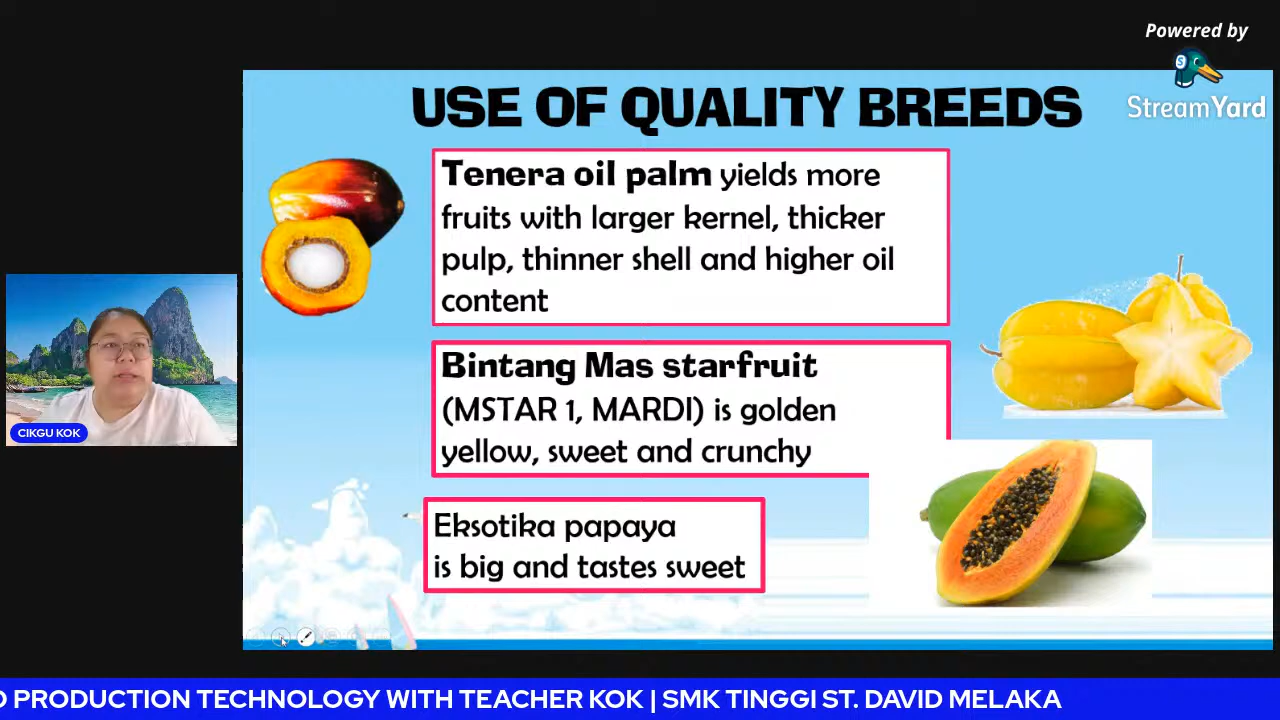 Powered by
StreamYard
USE OF QUALITY BREEDS
Tenera oil palm yields more
fruits with larger kernel, thicker
pulp, thinner shell and higher oil
content
Bintang Mas starfruit
(MSTAR 1, MARDI) is golden
yellow, sweet and crunchy
Eksotika papaya
is big and tastes sweet
CIKGU KOK
PRODUCTION TECHNOLOGY WITH TEACHER KOK | SMK TINGGI ST. DAVID MELAKA